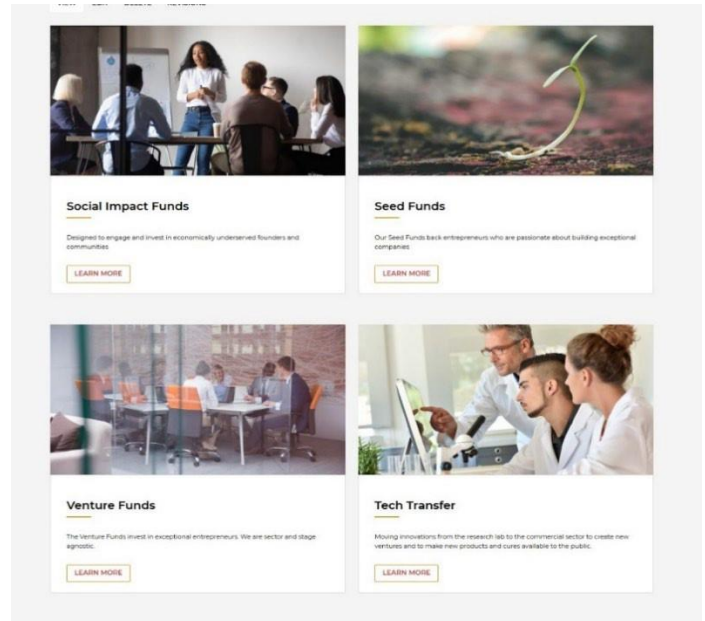 Social Impact Funds
Designed to engage and invest in economically underserved founders and
communities
LEARN MORE
Seed Funds
Our Seed Funds back entrepreneurs who are passionate about building exceptional
companies
LEARN MORE
Venture Funds
The Venture Funds invest in exceptional entrepreneurs. We are sector and stage
agnostic.
LEARN MORE
Tech Transfer
Moving innovations from the research lab to the commercial sector to create new
ventures and to make new products and cures available to the public.
LEARN MORE